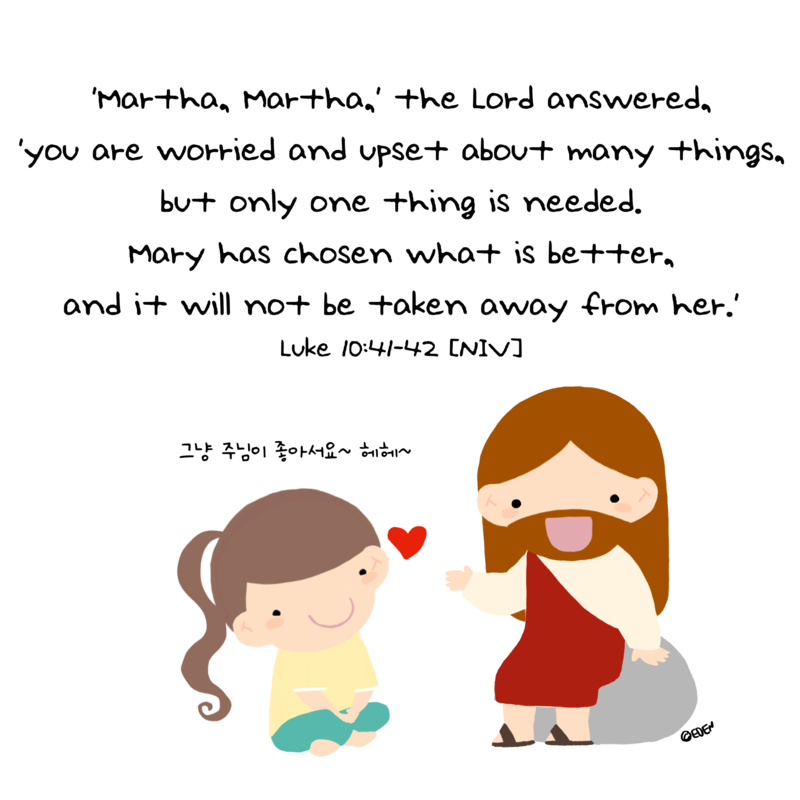 'Martha, Martha,' the Lord answered,
'you are worried and upset about many things,
but only one thing is needed.
Mary has chosen what is better,
and it will not be taken away from her.'
Luke 10:41-42 [NIV]
그냥 주님이 좋아서요~ 헤헤~
©EDEN